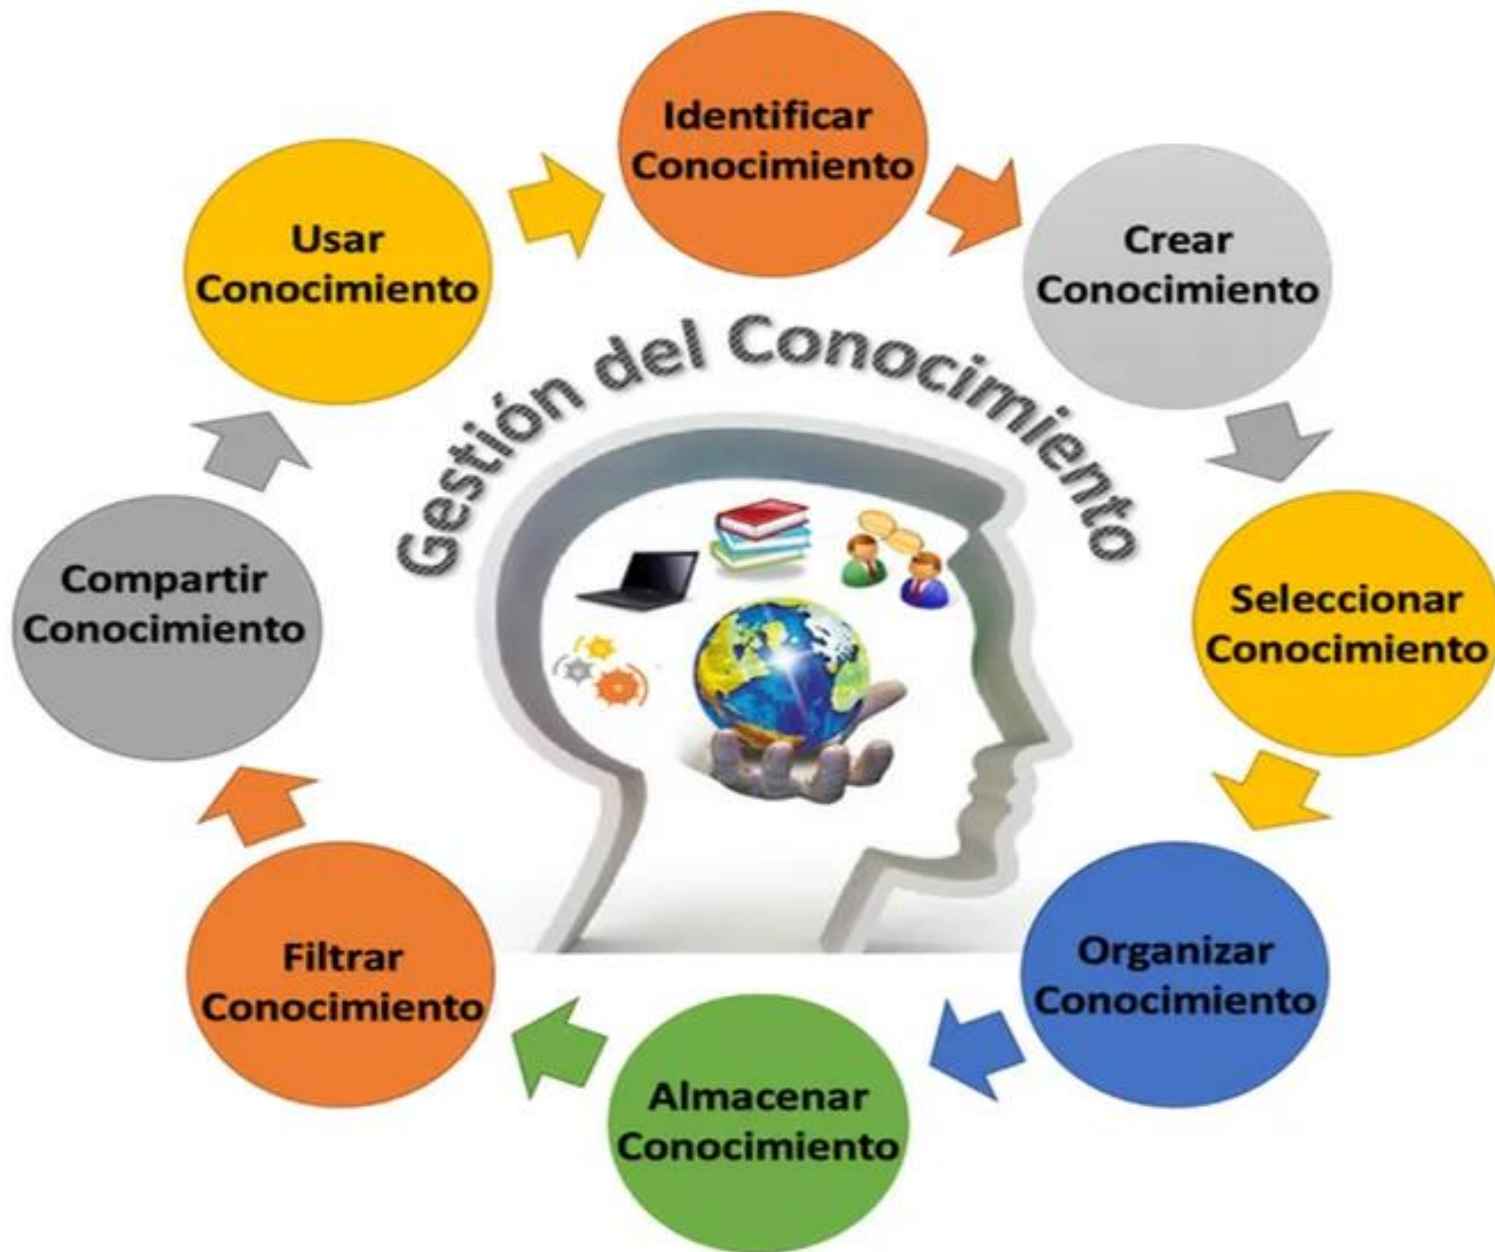 Identificar
Conocimiento
Crear
Conocimiento
Seleccionar
Conocimiento
Organizar
Conocimiento
Almacenar
Conocimiento
Filtrar
Conocimiento
Compartir
Conocimiento
Usar
Conocimiento
Gestión del Conocimiento